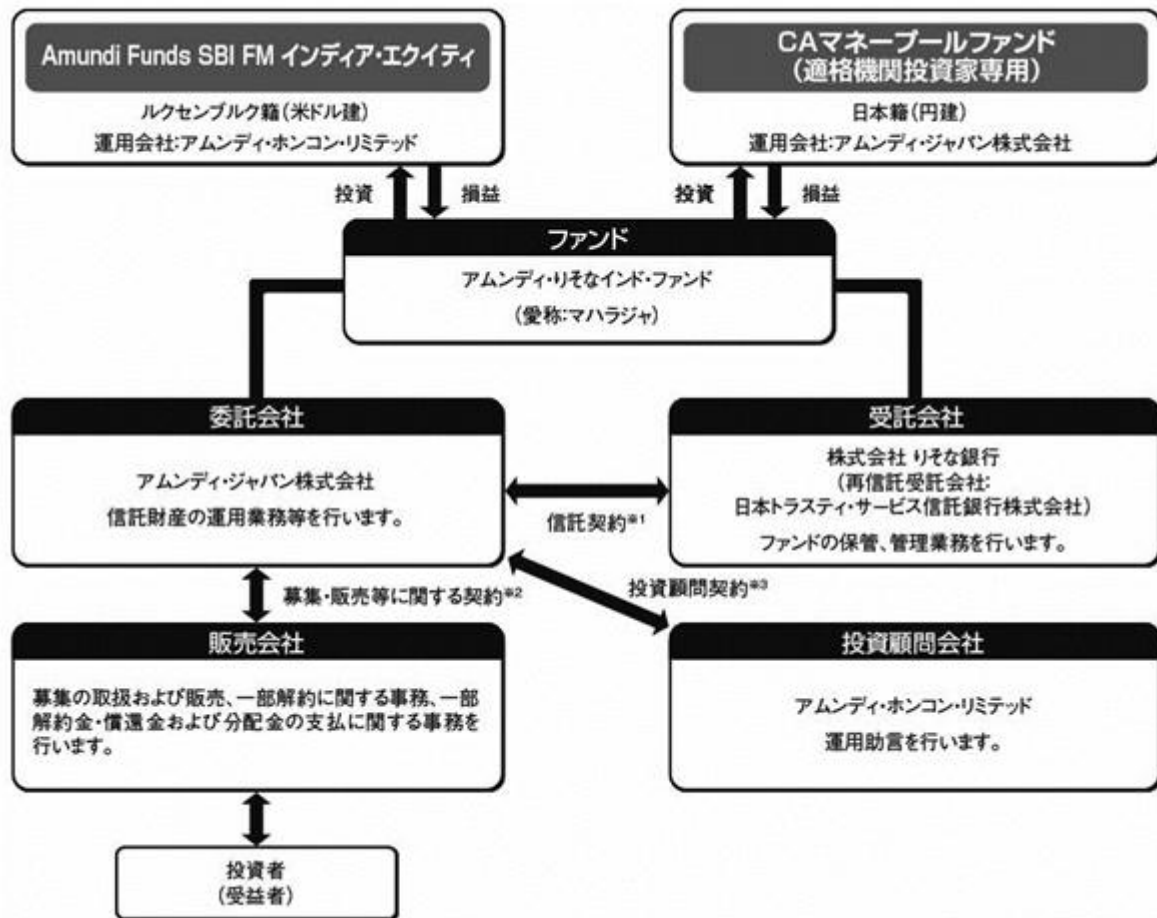 Amundi Funds SBI FM インディア・エクイティ
ルクセンブルク籍(米ドル建)
運用会社:アムンディ・ホンコン・リミテッド
CAマネープールファンド
(適格機関投資家専用)
日本籍(円建)
運用会社:アムンディ・ジャパン株式会社
投資
損益
投資
損益
ファンド
アムンディ・りそなインド・ファンド
(愛称:マハラジャ)
委託会社
アムンディ・ジャパン株式会社
信託財産の運用業務等を行います。
信託契約※1
受託会社
株式会社 りそな銀行
(再信託受託会社:
日本トラスティ・サービス信託銀行株式会社)
ファンドの保管、管理業務を行います。
募集・販売等に関する契約※2
投資顧問契約※3
販売会社
募集の取扱および販売、一部解約に関する事務、一部
解約金・償還金および分配金の支払に関する事務を
行います。
投資顧問会社
アムンディ・ホンコン・リミテッド
運用助言を行います。
投資者
(受益者)